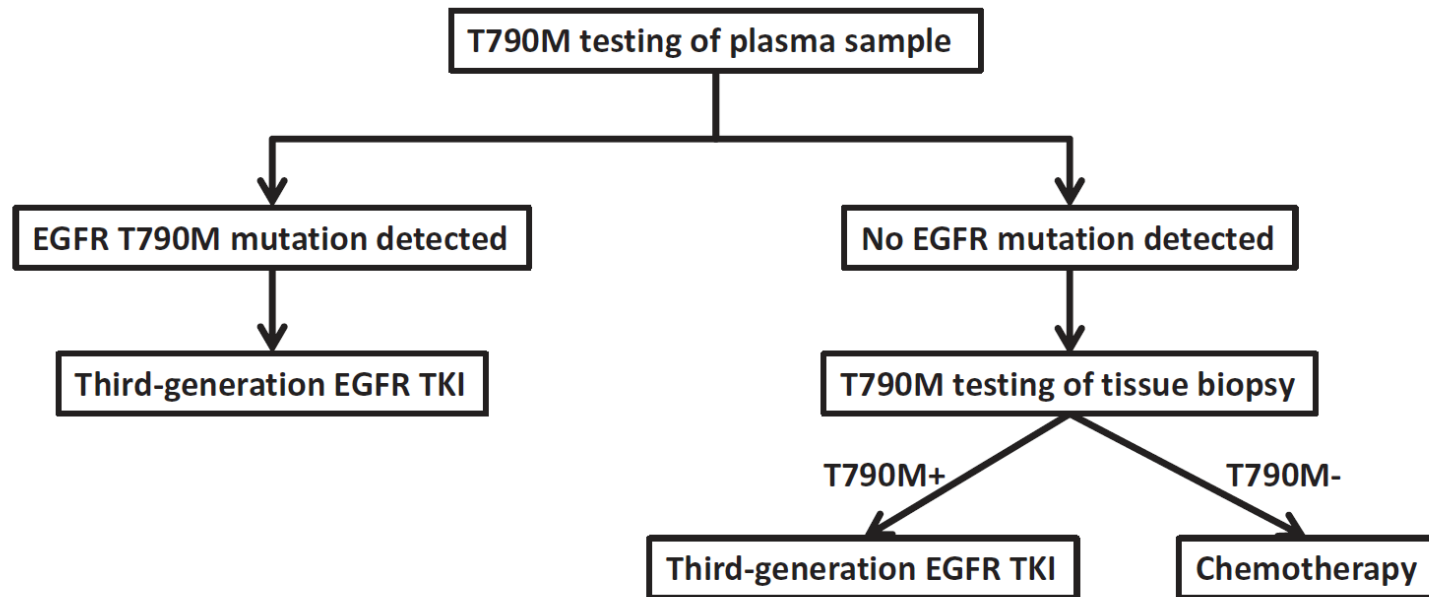 T790M testing of plasma sample
EGFR T790M mutation detected
No EGFR mutation detected
Third-generation EGFR TKI
T790M testing of tissue biopsy
T790M+
T790M-
Third-generation EGFR TKI
Chemotherapy